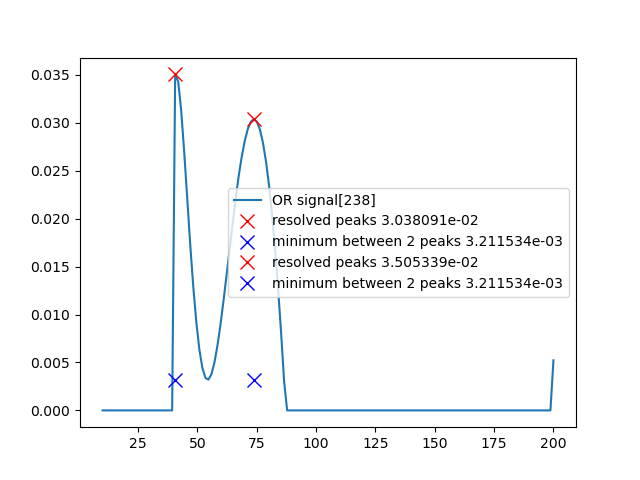 0.035
0.030
0.025
0.020
0.015
0.010
0.005
0.000
OR signal[238]
resolved peaks 3.038091e-02
minimum between 2 peaks 3.211534e-03
resolved peaks 3.505339e-02
minimum between 2 peaks 3.211534e-03
25 50 75 100 125 150 175 200